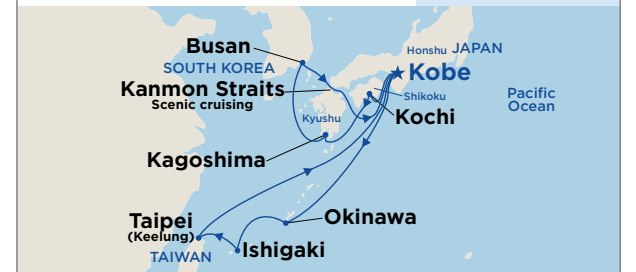 Busan
Honshu JAPAN
SOUTH KOREA
Kobe
Kanmon Straits
Scenic cruising
Shikoku
Pacific
Ocean
Kyushu
Kochi
Kagoshima
Taipei
(Keelung)
Okinawa
TAIWAN
Ishigaki